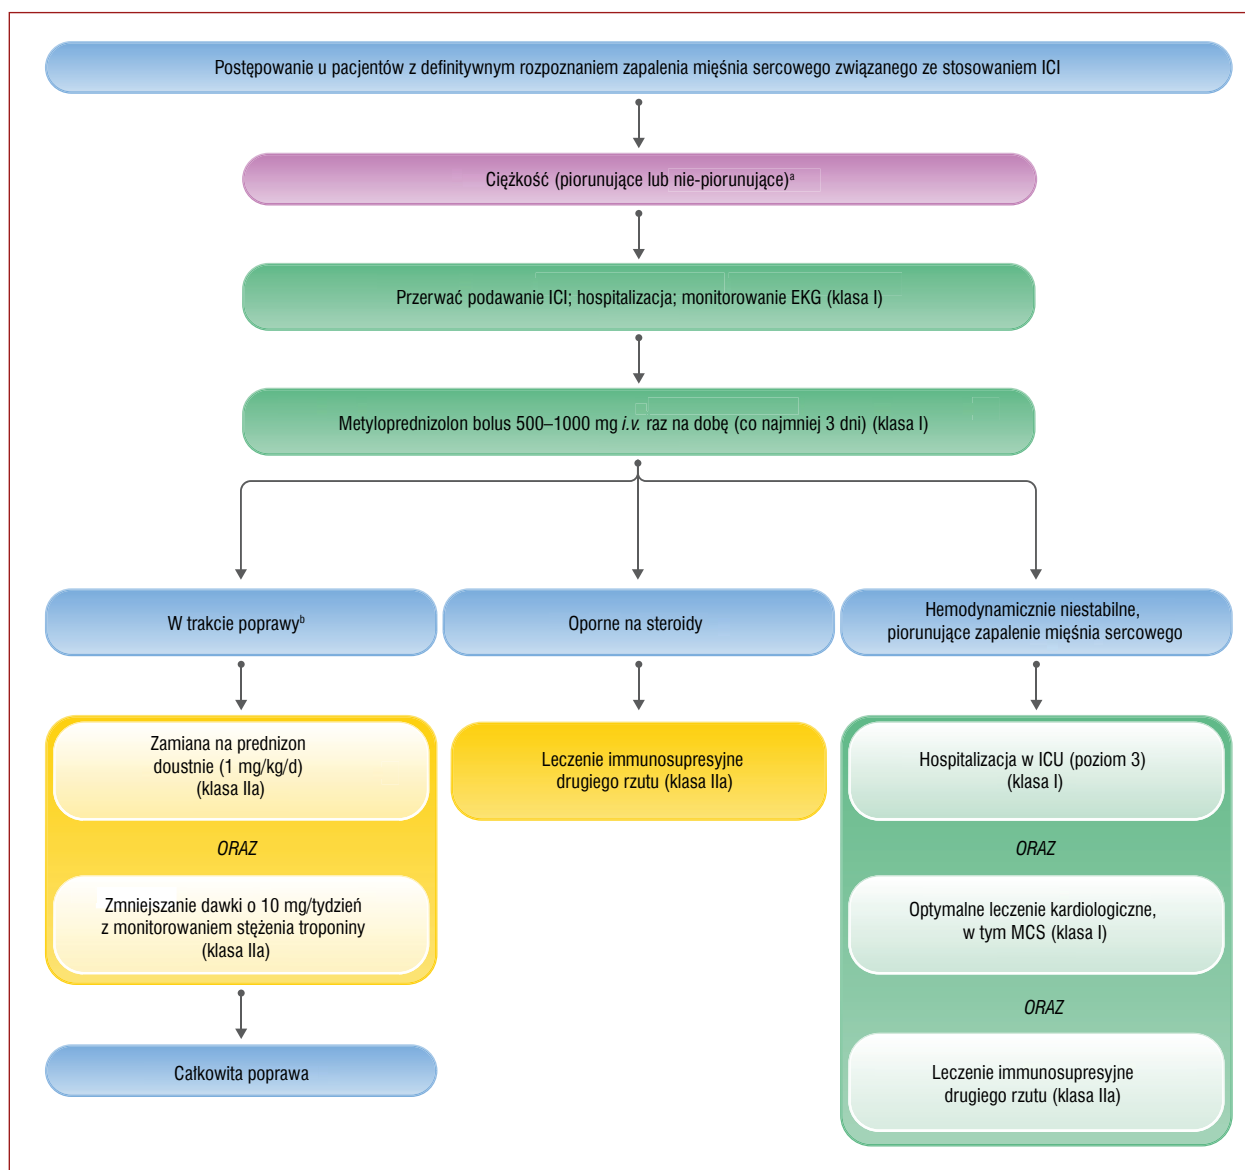 Postępowanie u pacjentów z definitywnym rozpoznaniem zapalenia mięśnia sercowego związanego ze stosowaniem ICI
Ciężkość (piorunujące lub nie-piorunujące)ᵃ
Przerwać podawanie ICI; hospitalizacja; monitorowanie EKG (klasa I)
Metyloprednizolon bolus 500–1000 mg i.v. raz na dobę (co najmniej 3 dni) (klasa I)
W trakcie poprawyᵇ
Oporne na steroidy
Hemodynamicznie niestabilne,
piorunujące zapalenie mięśnia sercowego
Zamiana na prednizon
doustnie (1 mg/kg/d)
(klasa IIa)
ORAZ
Zmniejszanie dawki o 10 mg/tydzień
z monitorowaniem stężenia troponiny
(klasa IIa)
Całkowita poprawa
Leczenie immunosupresyjne
drugiego rzutu (klasa IIa)
Hospitalizacja w ICU (poziom 3)
(klasa I)
ORAZ
Optymalne leczenie kardiologiczne,
w tym MCS (klasa I)
ORAZ
Leczenie immunosupresyjne
drugiego rzutu (klasa IIa)